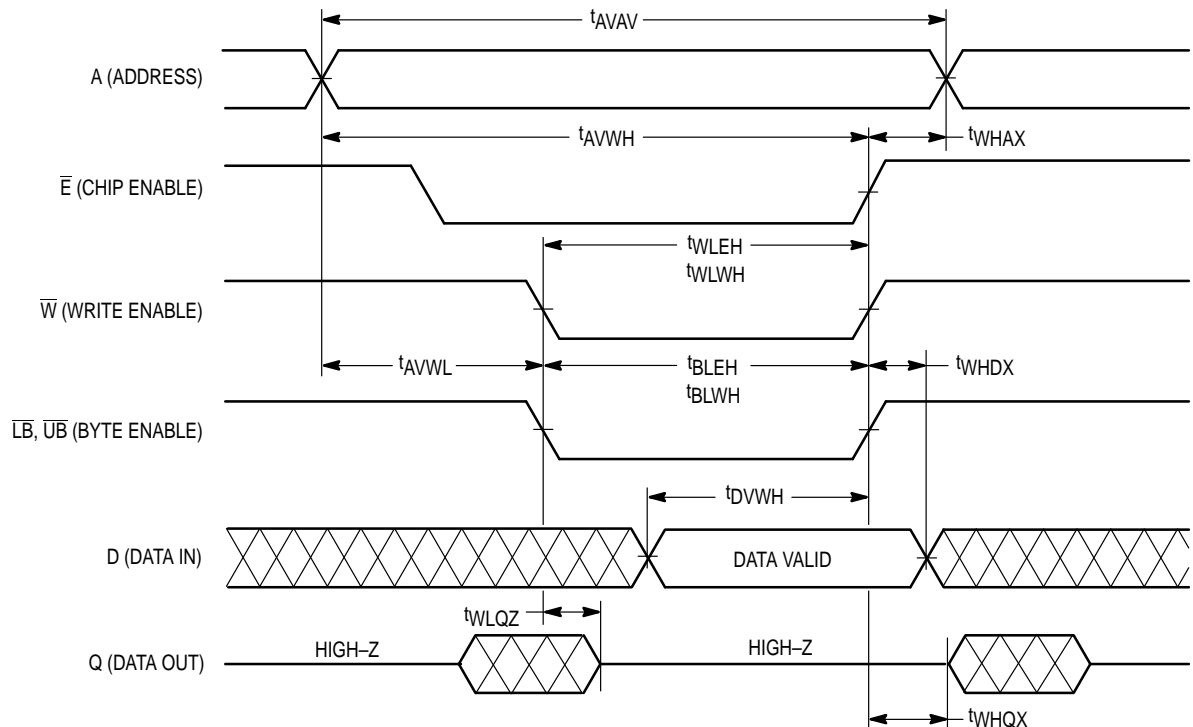 tAVAV
A (ADDRESS)
tAVWH
tWHAX
E (CHIP ENABLE)
tWLEH
tWLWH
W (WRITE ENABLE)
tAVWL
tBLEH
tWHDX
tBLWH
LB, UB (BYTE ENABLE)
tDVWH
D (DATA IN)
DATA VALID
tWLQZ
HIGH–Z
HIGH–Z
Q (DATA OUT)
tWHQX